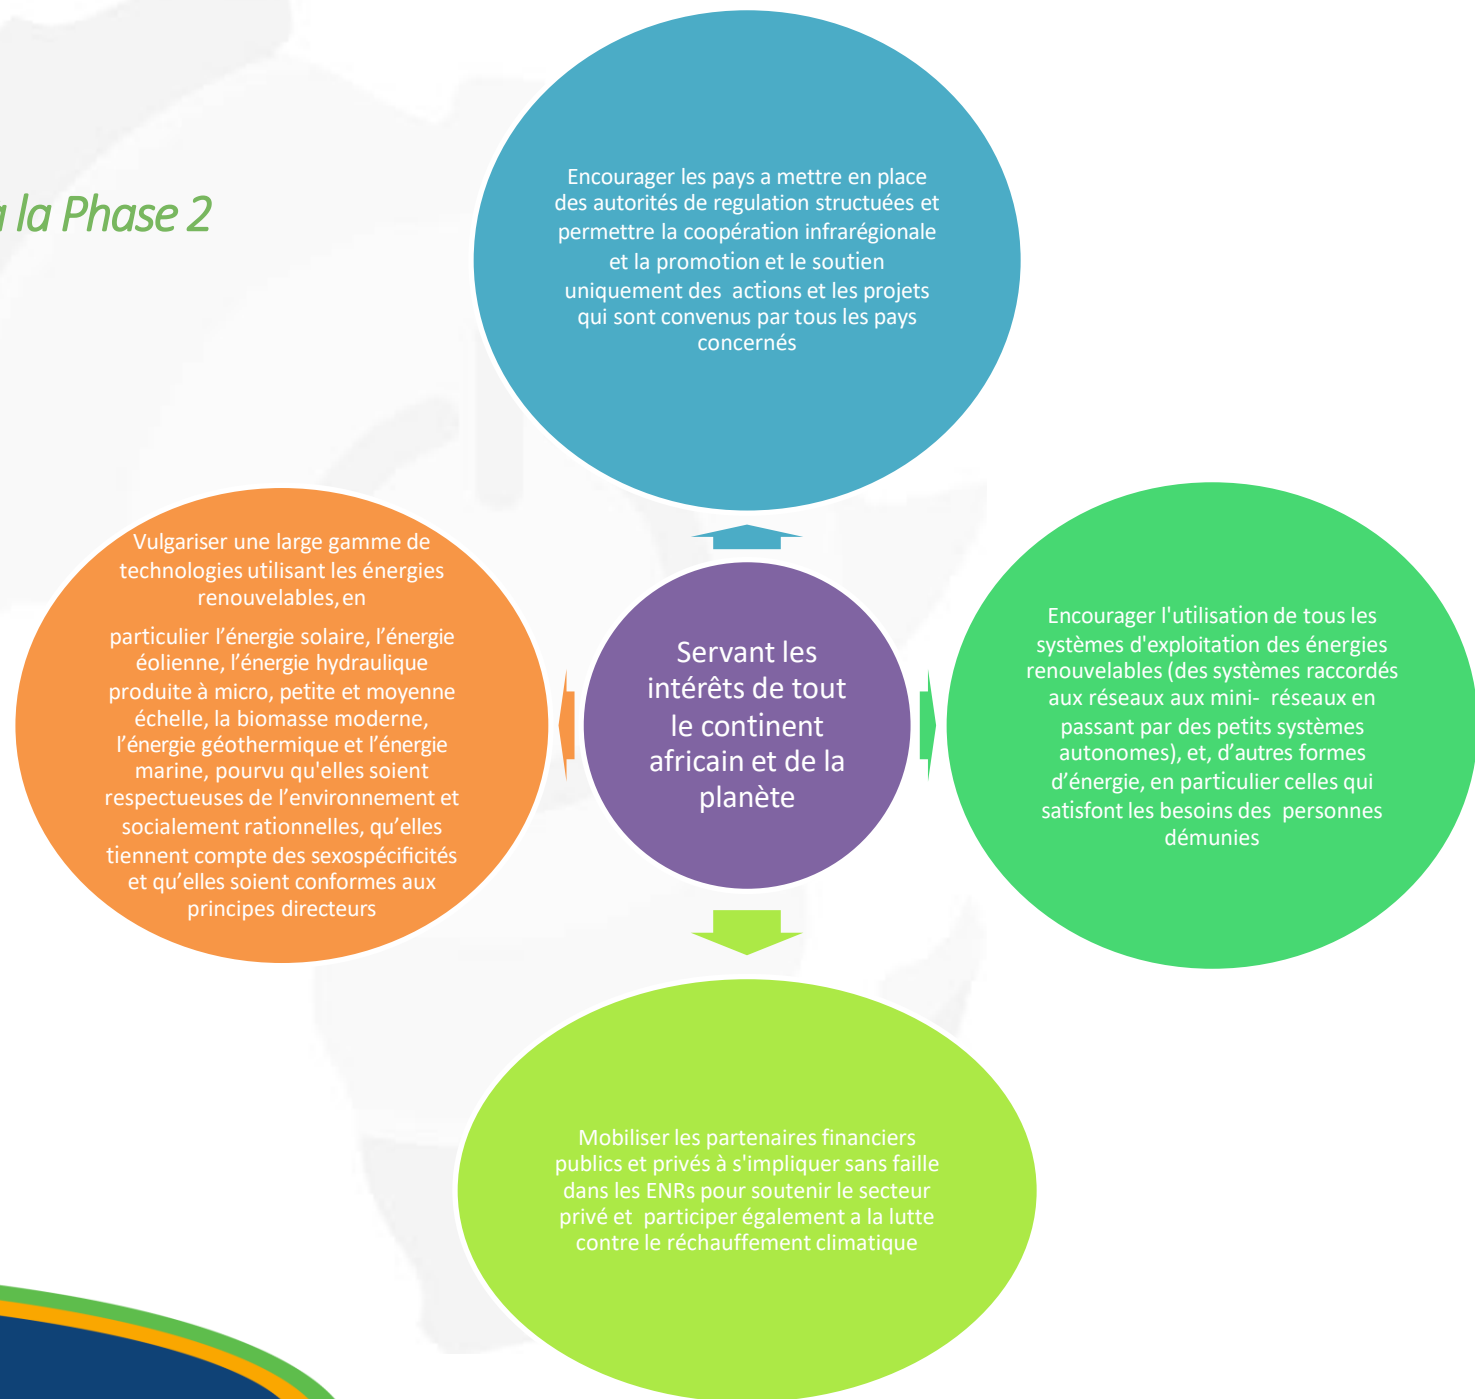 a la Phase 2
Encourager les pays a mettre en place
des autorités de regulation structuées et
permettre la coopération infrarégionale
et la promotion et le soutien
uniquement des actions et les projets
qui sont convenus par tous les pays
concernés
Vulgariser une large gamme de
technologies utilisant les énergies
renouvelables, en
particulier l’énergie solaire, l’énergie
éolienne, l’énergie hydraulique
produite à micro, petite et moyenne
échelle, la biomasse moderne,
l’énergie géothermique et l’énergie
marine, pourvu qu'elles soient
respectueuses de l’environnement et
socialement rationnelles, qu’elles
tiennent compte des sexospécificités
et qu’elles soient conformes aux
principes directeurs
Servant les
intérêts de tout
le continent
africain et de la
planète
Encourager l'utilisation de tous les
systèmes d'exploitation des énergies
renouvelables (des systèmes raccordés
aux réseaux aux mini- réseaux en
passant par des petits systèmes
autonomes), et, d’autres formes
d’énergie, en particulier celles qui
satisfont les besoins des personnes
démunies
Mobiliser les partenaires financiers
publics et privés à s'impliquer sans faille
dans les ENRs pour soutenir le secteur
privé et participer également a la lutte
contre le réchauffement climatique